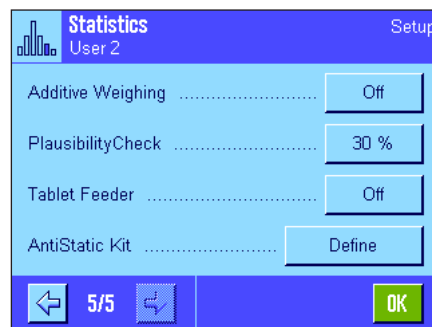 Statistics Setup
User 2
Additive Weighing .......................... Off
PlausibilityCheck ............................ 30 %
Tablet Feeder ................................ Off
AntiStatic Kit ......................... Define
5/5 OK